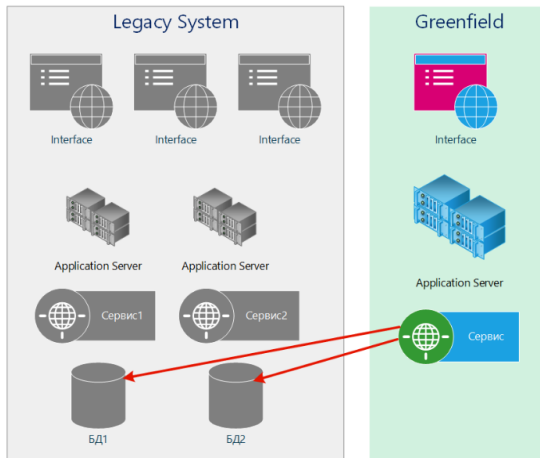 Legacy System
Greenfield
Interface
Interface
Interface
Interface
Application Server
Application Server
Application Server
Сервис1
Сервис2
Сервис
БД1
БД2